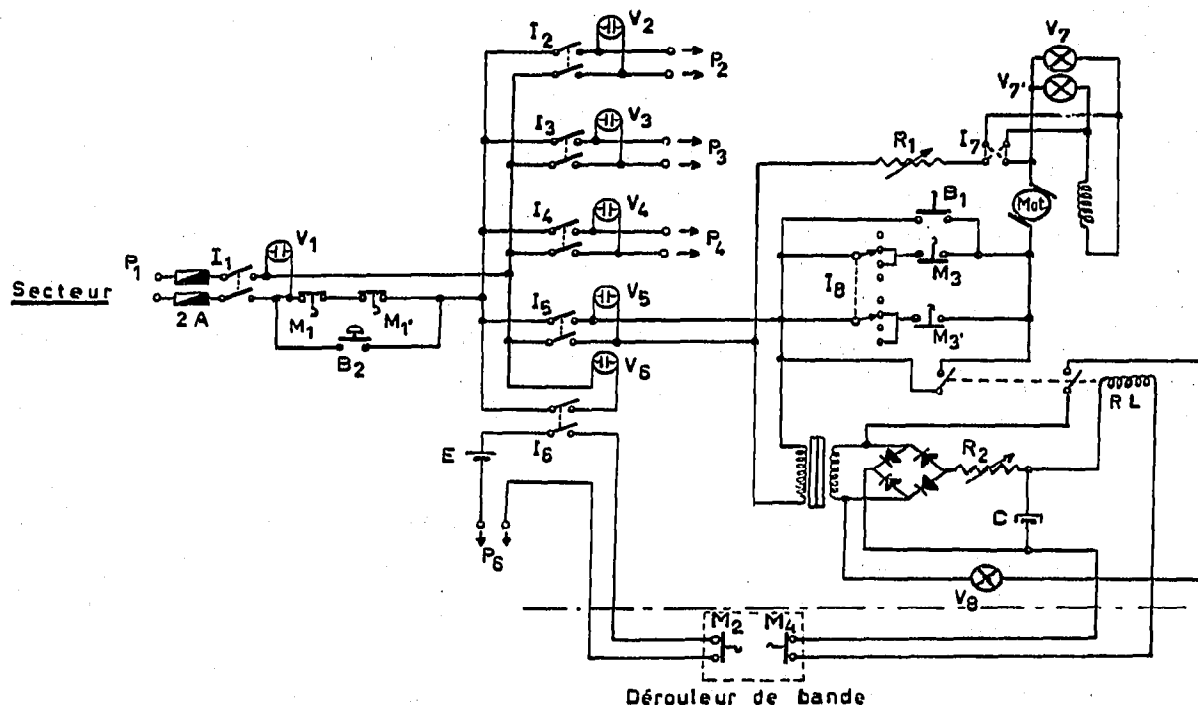 I2
V2
P2
I3
V3
P3
I4
V4
P4
P1
I1
V1
Secteur
2A
M1
M1'
B2
I5
V5
V6
I6
E
P6
V7
V7'
R1
I7
Mot
B1
M3
I8
M3'
RL
R2
C
V8
M2
M4
Dérouleur de bande